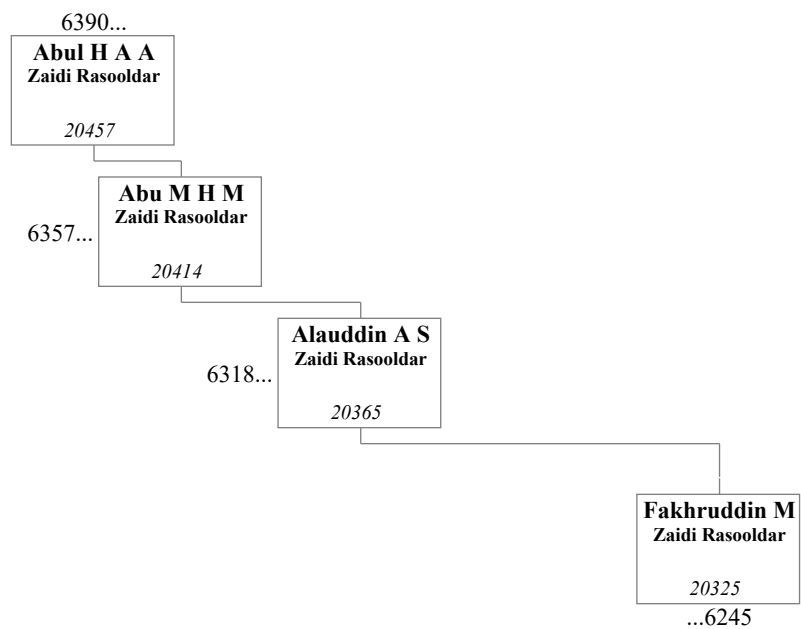 6390...
Abul H A A
Zaidi Rasooldar
20457
Abu M H M
Zaidi Rasooldar
6357...
20414
Alauddin A S
Zaidi Rasooldar
6318...
20365
Fakhruddin M
Zaidi Rasooldar
20325
...6245